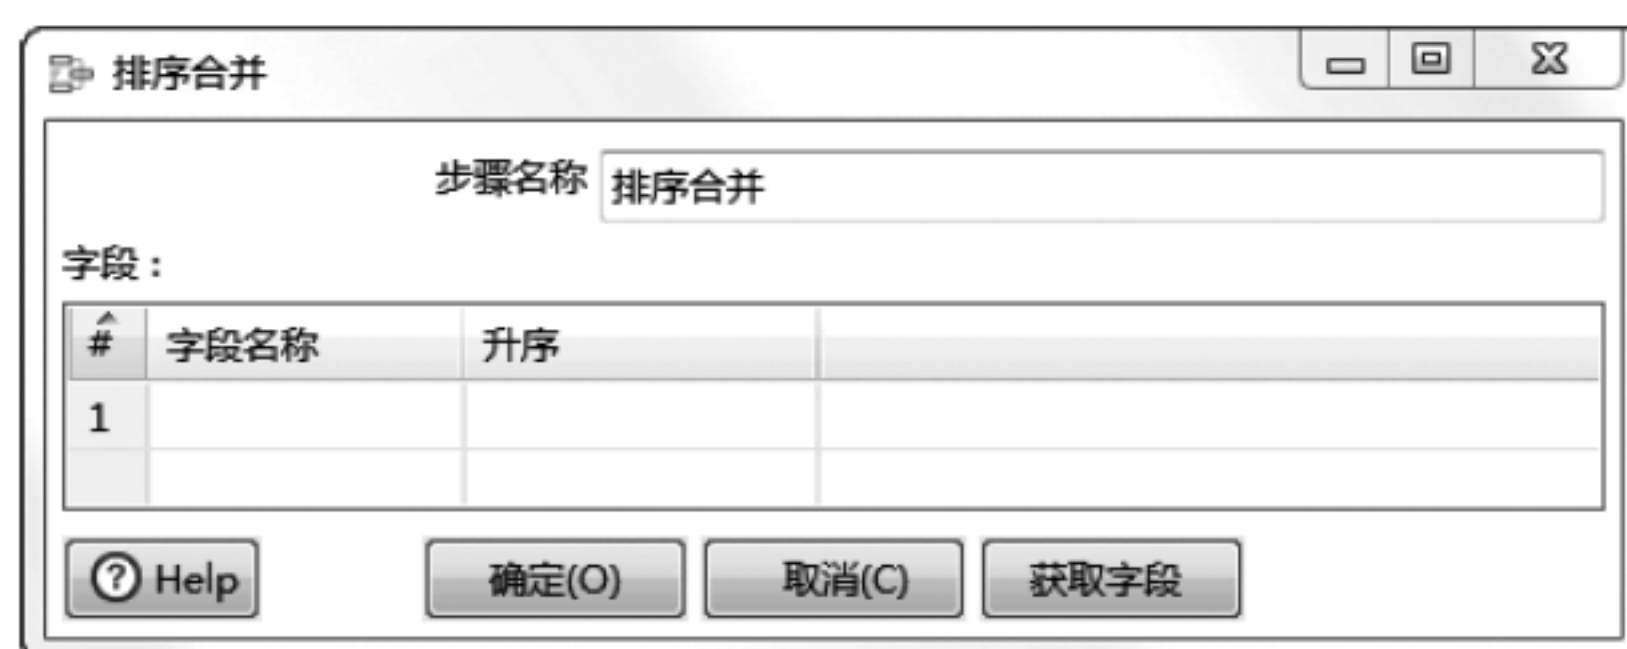 排序合并
步骤名称 排序合并
字段：
# 字段名称 升序
1
? Help 确定(O) 取消(C) 获取字段